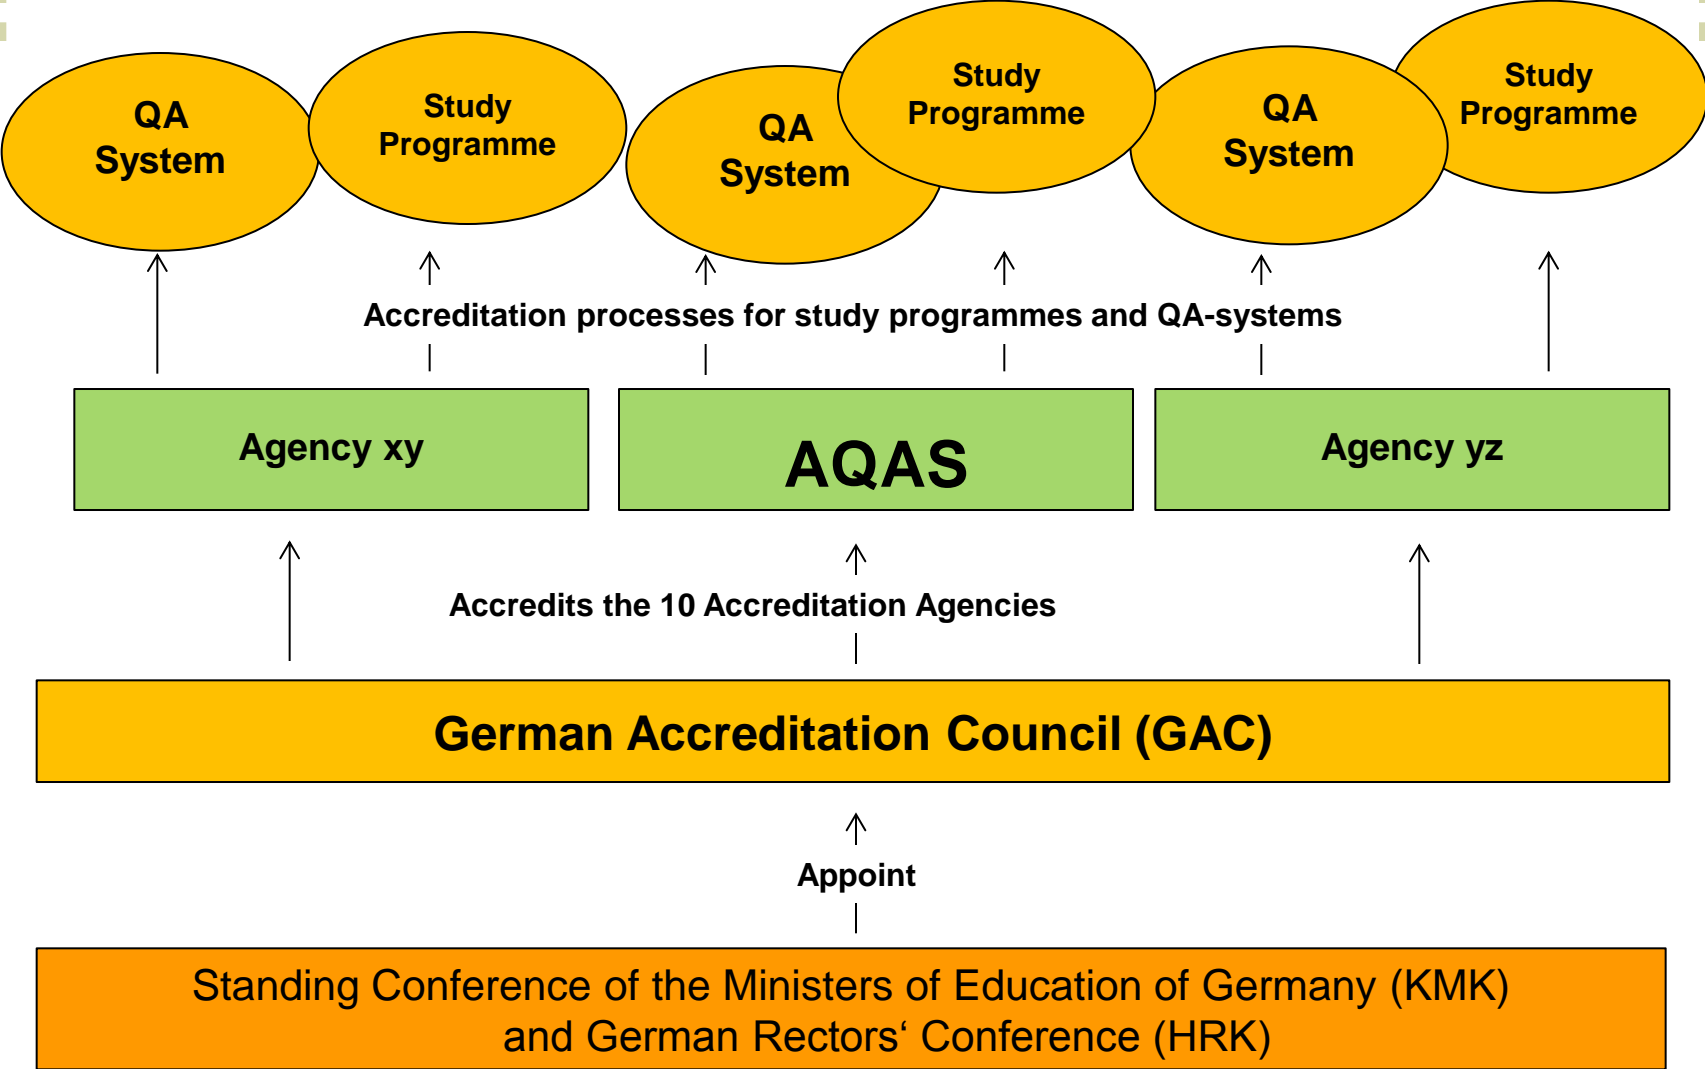 QA
System
Study
Programme
QA
System
Study
Programme
QA
System
Study
Programme
Accreditation processes for study programmes and QA-systems
Agency xy
AQAS
Agency yz
Accredits the 10 Accreditation Agencies
German Accreditation Council (GAC)
Appoint
Standing Conference of the Ministers of Education of Germany (KMK)
and German Rectors‘ Conference (HRK)